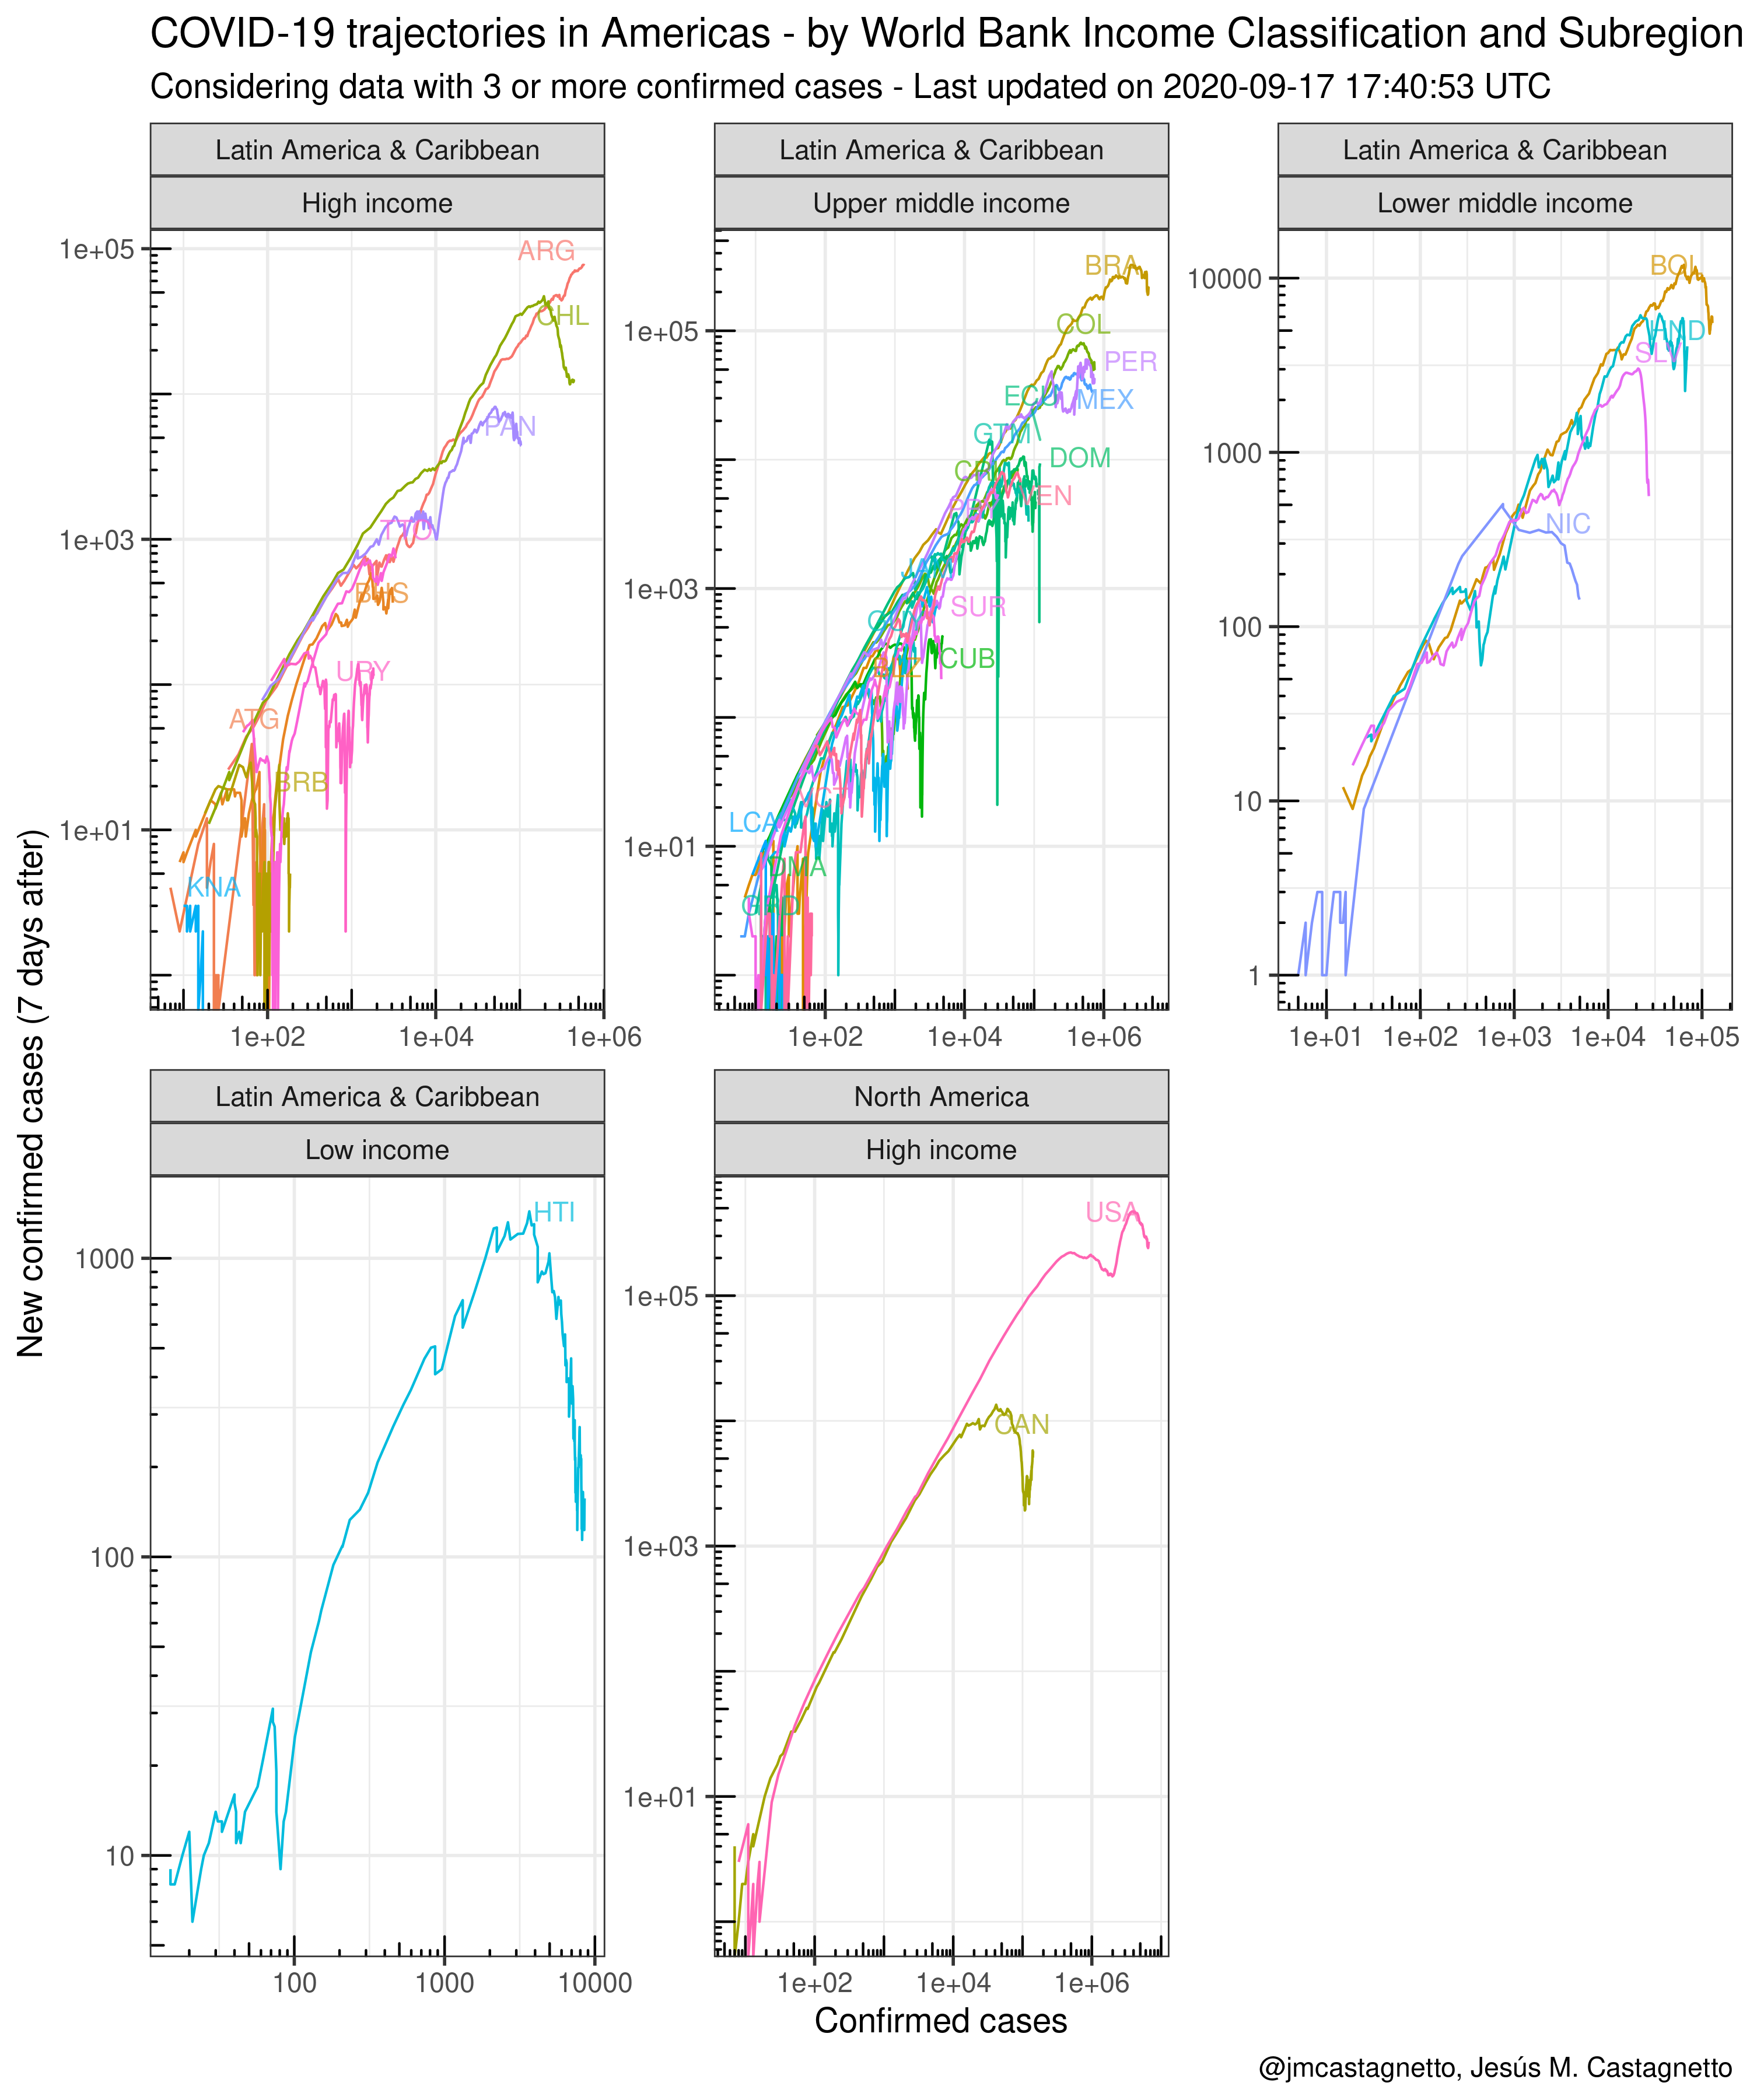 COVID-19 trajectories in Americas - by World Bank Income Classification and Subregion
Considering data with 3 or more confirmed cases - Last updated on 2020-09-17 17:40:53 UTC
Latin America & Caribbean
High income
1e+05
1e+03
1e+01
ARG
CHL
PAN
TTO
BHS
URY
ATG
BRB
KNA
1e+02
1e+04
1e+06
Latin America & Caribbean
Upper middle income
1e+05
1e+03
1e+01
BRA
COL
PER
ECU
MEX
GTM
DOM
VEN
SUR
CUB
LCA
DMA
GRD
1e+02
1e+04
1e+06
Latin America & Caribbean
Lower middle income
10000
1000
100
10
1
BOL
HND
SLV
NIC
1e+01
1e+02
1e+03
1e+04
1e+05
New confirmed cases (7 days after)
Latin America & Caribbean
Low income
1000
100
10
HTI
100
1000
10000
North America
High income
1e+05
1e+03
1e+01
USA
CAN
1e+02
1e+04
1e+06
Confirmed cases
@jmcastagnetto, Jesús M. Castagnetto